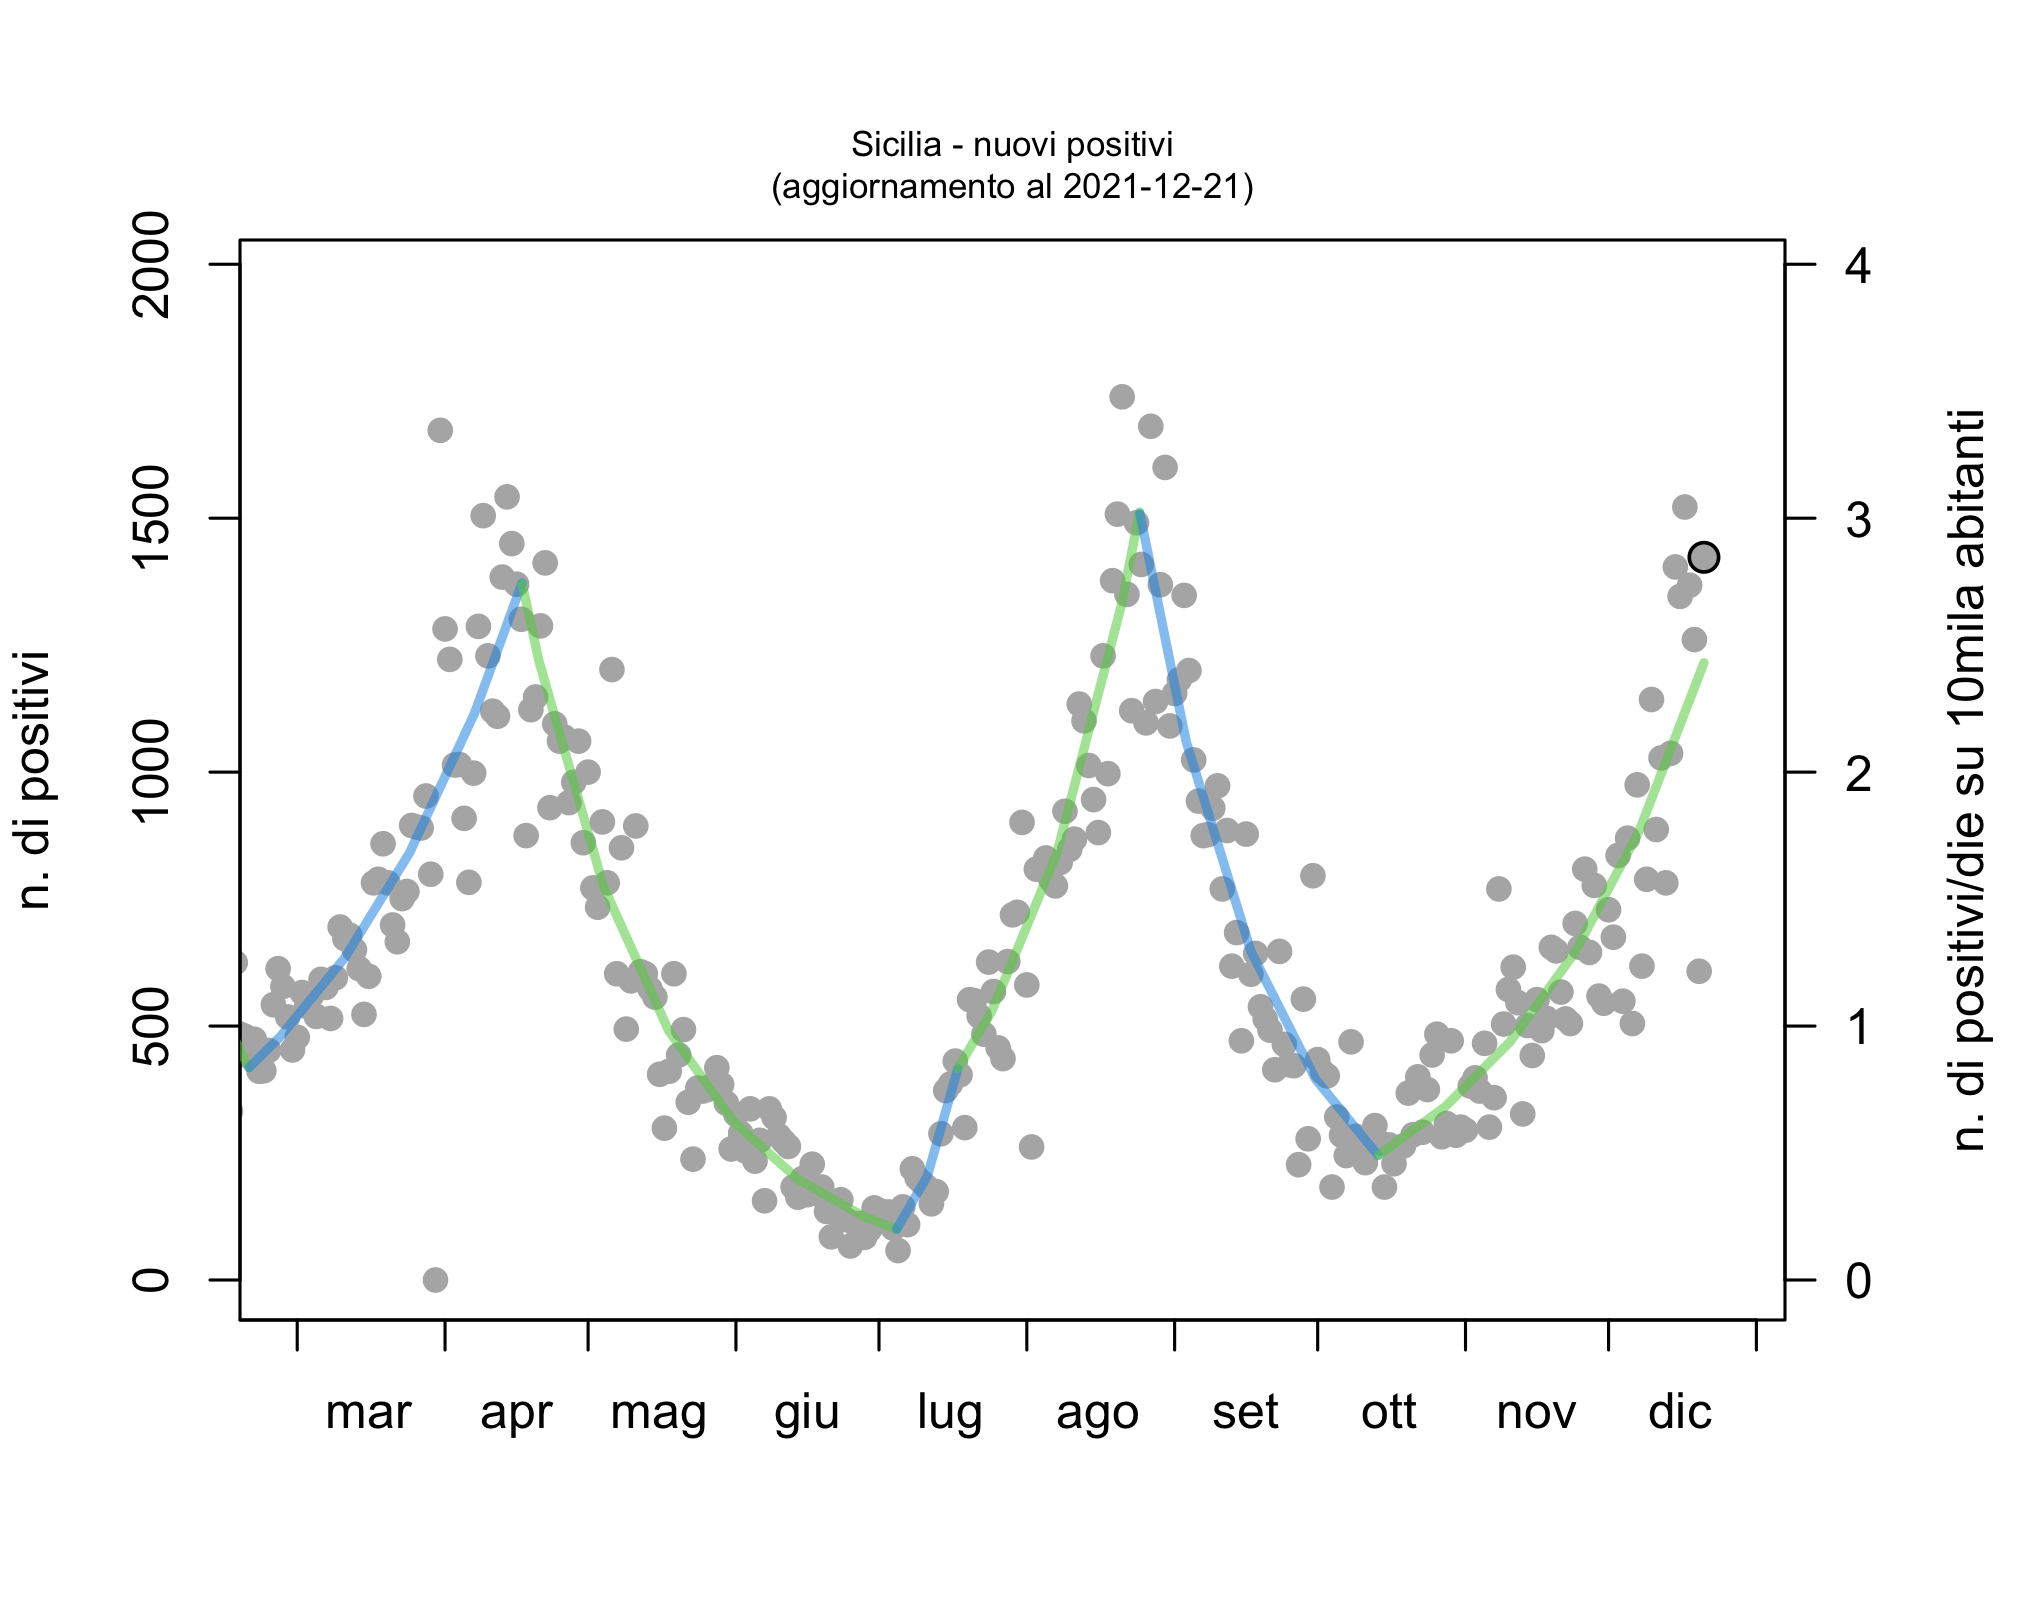 Sicilia - nuovi positivi
(aggiornamento al 2021-12-21)
n. di positivi
2000
1500
1000
500
0
4
3
2
1
0
n. di positivi/die su 10mila abitanti
mar apr mag giu lug ago set ott nov dic